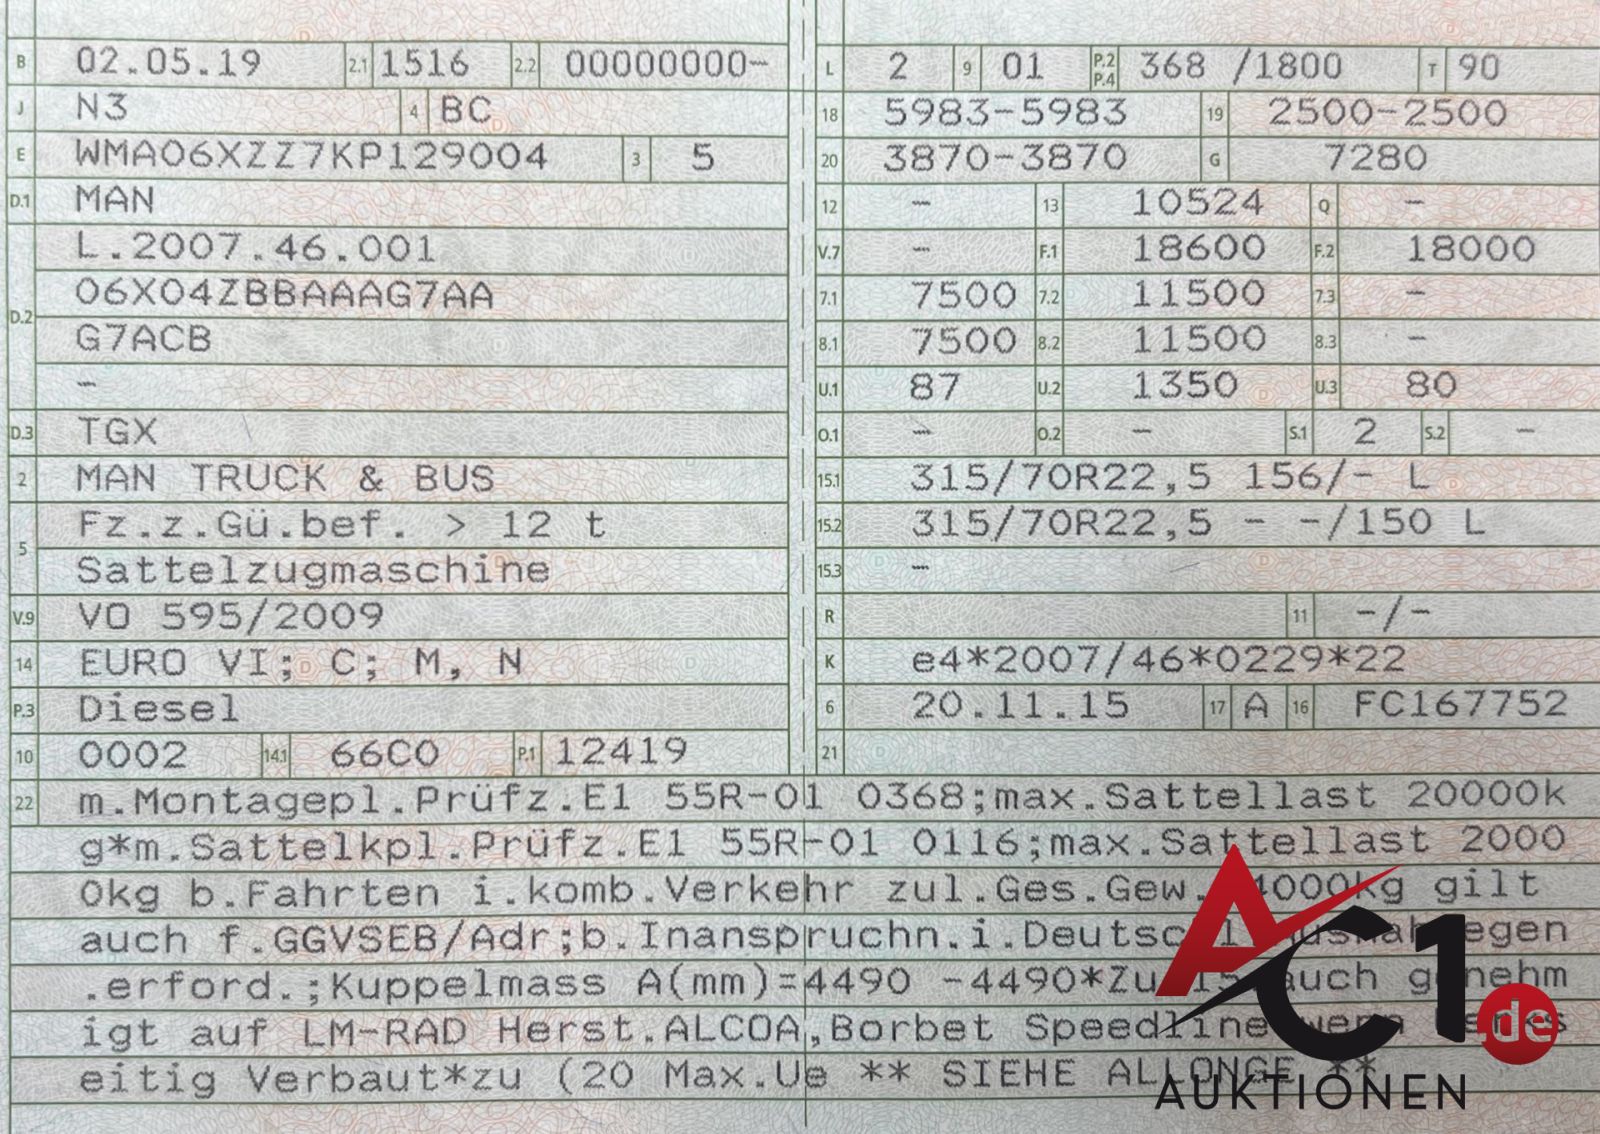 B 02.05.19 2.1 1516 2.2 00000000-
J N3 4 BC
E WMA06XZZ7KP129004 3 5
D.1 MAN
L.2007.46.001
D.2 06X04ZBBAAAG7AA
G7ACB
-
D.3 TGX
2 MAN TRUCK & BUS
5 Fz.z.Gü.bef. > 12 t
Sattelzugmaschine
V.9 VO 595/2009
14 EURO VI; C; M, N
P.3 Diesel
10 0002 14.1 66C0 P.1 12419
L 2 9 01 P.2 P.4 368 /1800 T 90
18 5983-5983 19 2500-2500
20 3870-3870 G 7280
12 - 13 10524 Q -
V.7 - F.1 18600 F.2 18000
7.1 7500 7.2 11500 7.3 -
8.1 7500 8.2 11500 8.3 -
U.1 87 U.2 1350 U.3 80
O.1 - O.2 - S.1 2 S.2 -
15.1 315/70R22,5 156/- L
15.2 315/70R22,5 - -/150 L
15.3 -
R 11 -/-
K e4*2007/46*0229*22
6 20.11.15 17 A 16 FC167752
21
22 m.Montagepl.Prüfz.E1 55R-01 0368;max.Sattellast 20000k
g*m.Sattelkpl.Prüfz.E1 55R-01 0116;max.Sattellast 2000
0kg b.Fahrten i.komb.Verkehr zul.Ges.Gew. gilt
auch f.GGVSEB/Adr;b.Inanspruchn.i.
.erford.;Kuppelmass A(mm)=4490 -4490*Zu auch genehm
igt auf LM-RAD Herst.ALCOA,Borbet Speedline wenn
eitig Verbaut*zu (20 Max.Ue ** SIEHE ALLONGE **
AC1.de
AUKTIONEN